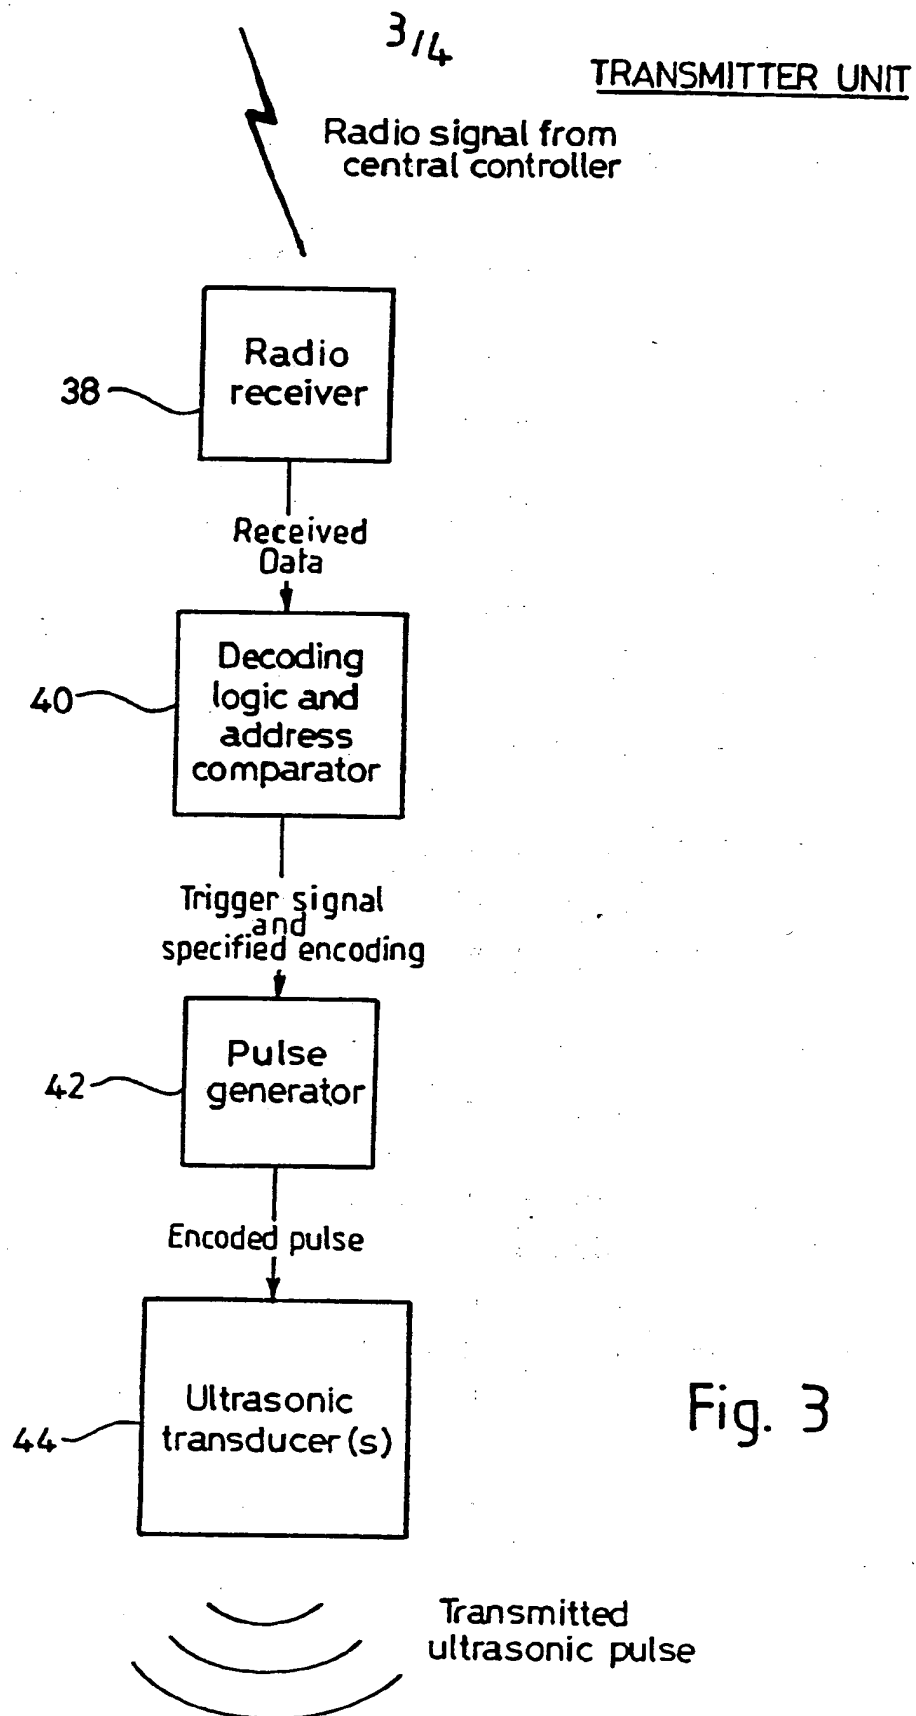 3/4
TRANSMITTER UNIT
Radio signal from
central controller
Radio
receiver
38
Received
Data
Decoding
logic and
address
comparator
40
Trigger signal
and
specified encoding
Pulse
generator
42
Encoded pulse
Ultrasonic
transducer(s)
44
Fig. 3
Transmitted
ultrasonic pulse